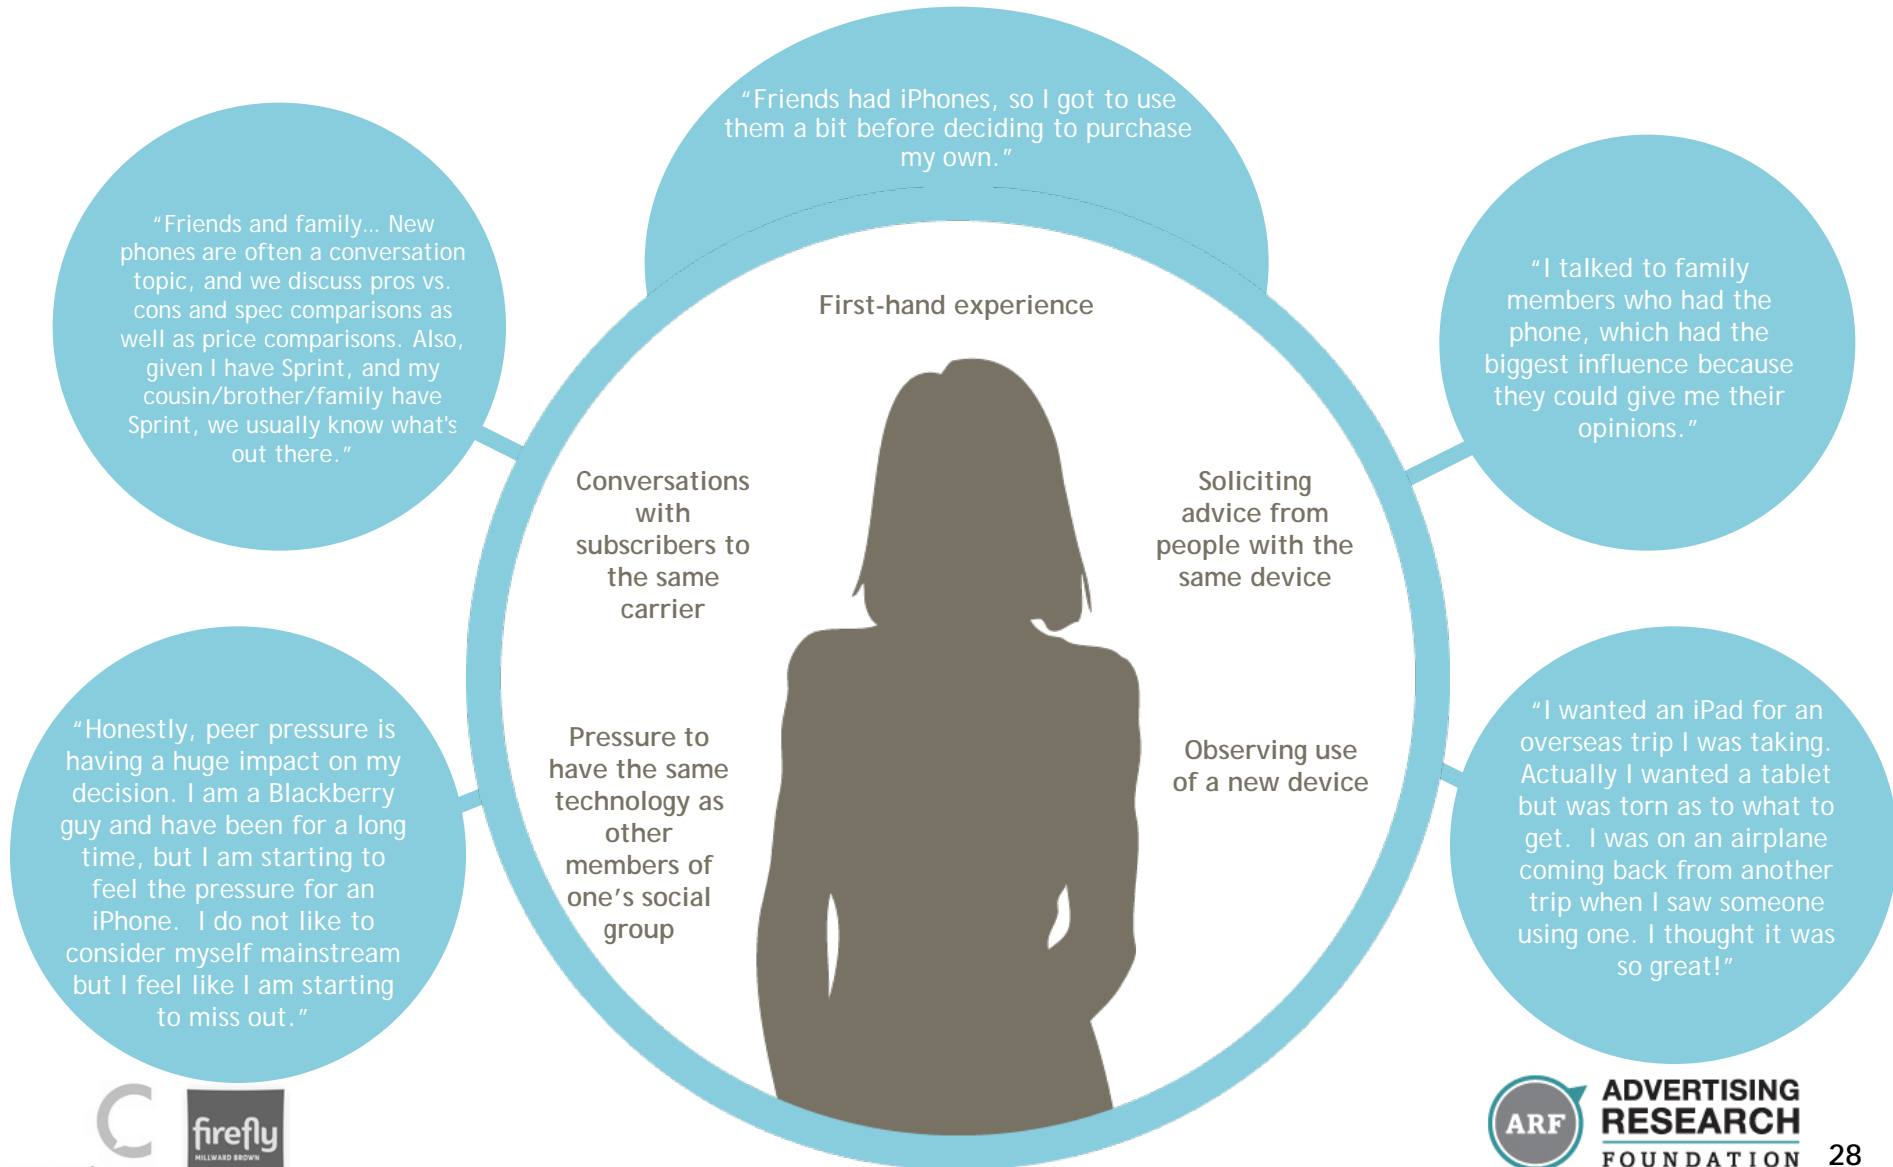 “Friends had iPhones, so I got to use
them a bit before deciding to purchase
my own.”
“Friends and family… New
phones are often a conversation
topic, and we discuss pros vs.
cons and spec comparisons as
well as price comparisons. Also,
given I have Sprint, and my
cousin/brother/family have
Sprint, we usually know what's
out there.”
“I talked to family
members who had the
phone, which had the
biggest influence because
they could give me their
opinions.”
First-hand experience
Conversations
with
subscribers to
the same
carrier
Soliciting
advice from
people with the
same device
Pressure to
have the same
technology as
other
members of
one’s social
group
Observing use
of a new device
“Honestly, peer pressure is
having a huge impact on my
decision. I am a Blackberry
guy and have been for a long
time, but I am starting to
feel the pressure for an
iPhone.  I do not like to
consider myself mainstream
but I feel like I am starting
to miss out.”
“I wanted an iPad for an
overseas trip I was taking.
Actually I wanted a tablet
but was torn as to what to
get.  I was on an airplane
coming back from another
trip when I saw someone
using one. I thought it was
so great!”
firefly
MILLWARD BROWN
ARF
ADVERTISING
RESEARCH
FOUNDATION
28